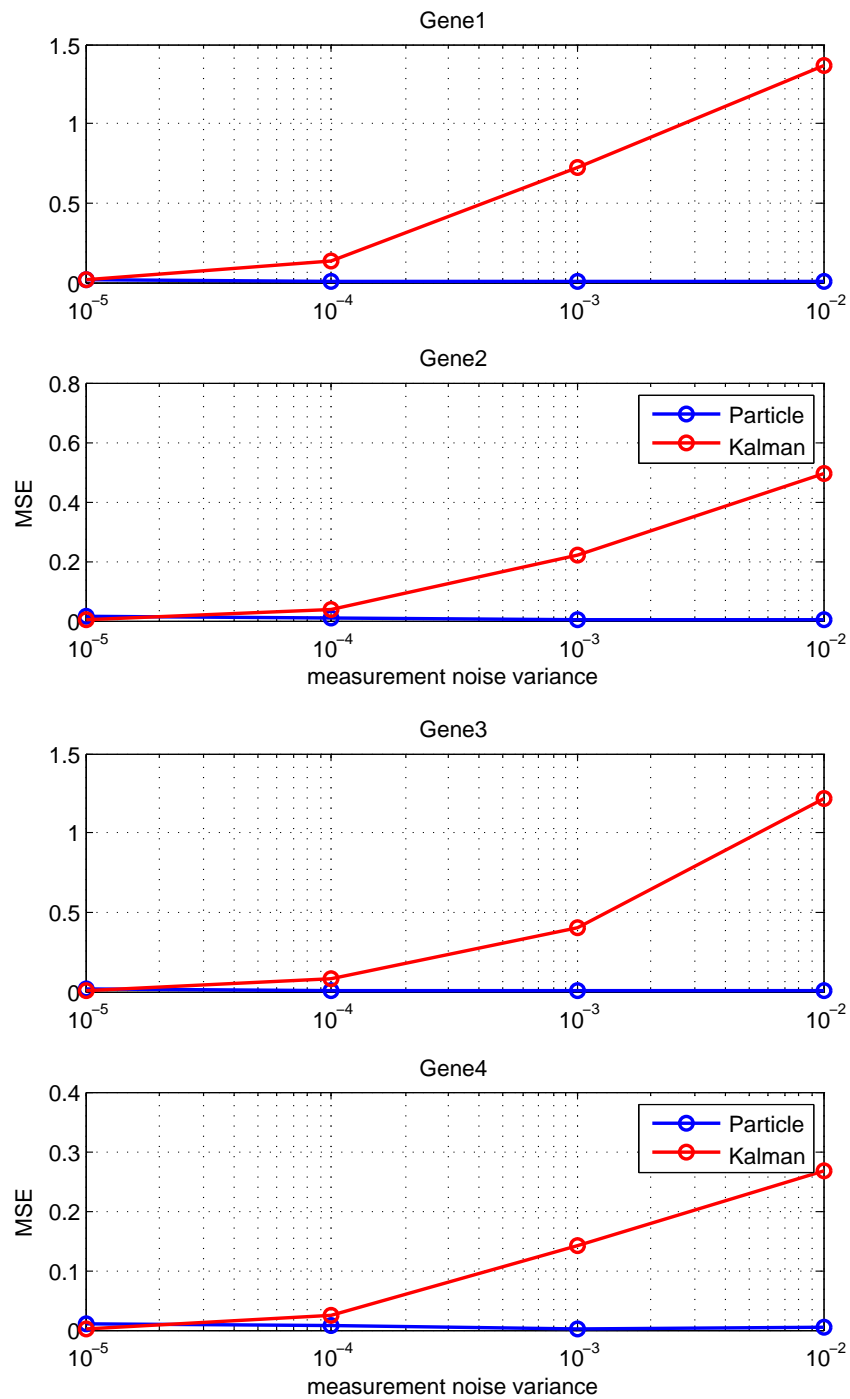 Gene1
1.5
1
0.5
0
10⁻⁵ 10⁻⁴ 10⁻³ 10⁻²
Gene2
0.8
0.6
0.4
0.2
0
MSE
Particle
Kalman
10⁻⁵ 10⁻⁴ 10⁻³ 10⁻²
measurement noise variance
Gene3
1.5
1
0.5
0
10⁻⁵ 10⁻⁴ 10⁻³ 10⁻²
Gene4
0.4
0.3
0.2
0.1
0
MSE
Particle
Kalman
10⁻⁵ 10⁻⁴ 10⁻³ 10⁻²
measurement noise variance